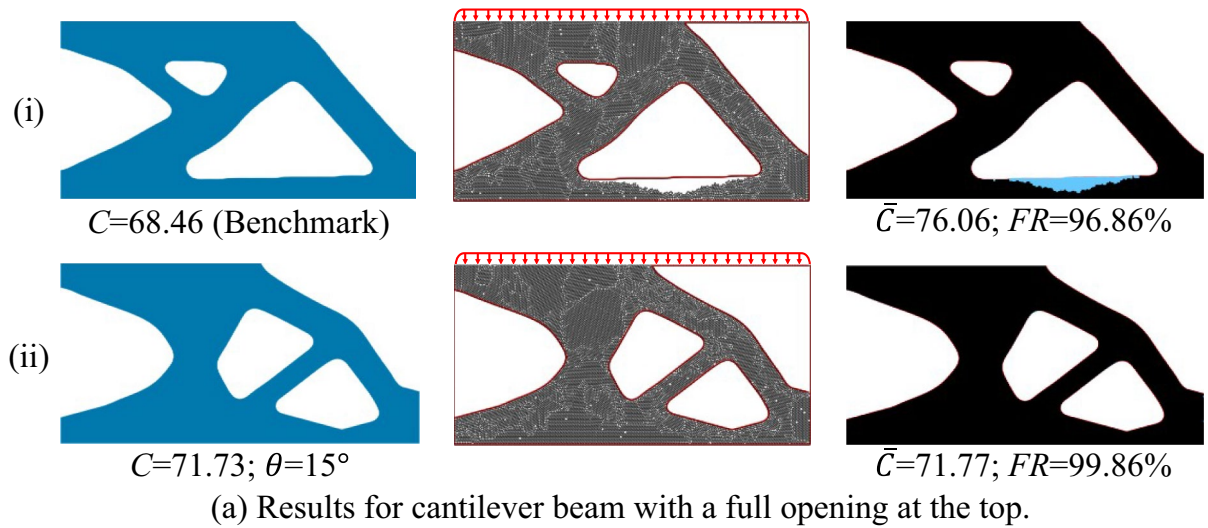 (i)
C=68.46 (Benchmark)
C̄=76.06; FR=96.86%
(ii)
C=71.73; θ=15°
C̄=71.77; FR=99.86%
(a) Results for cantilever beam with a full opening at the top.